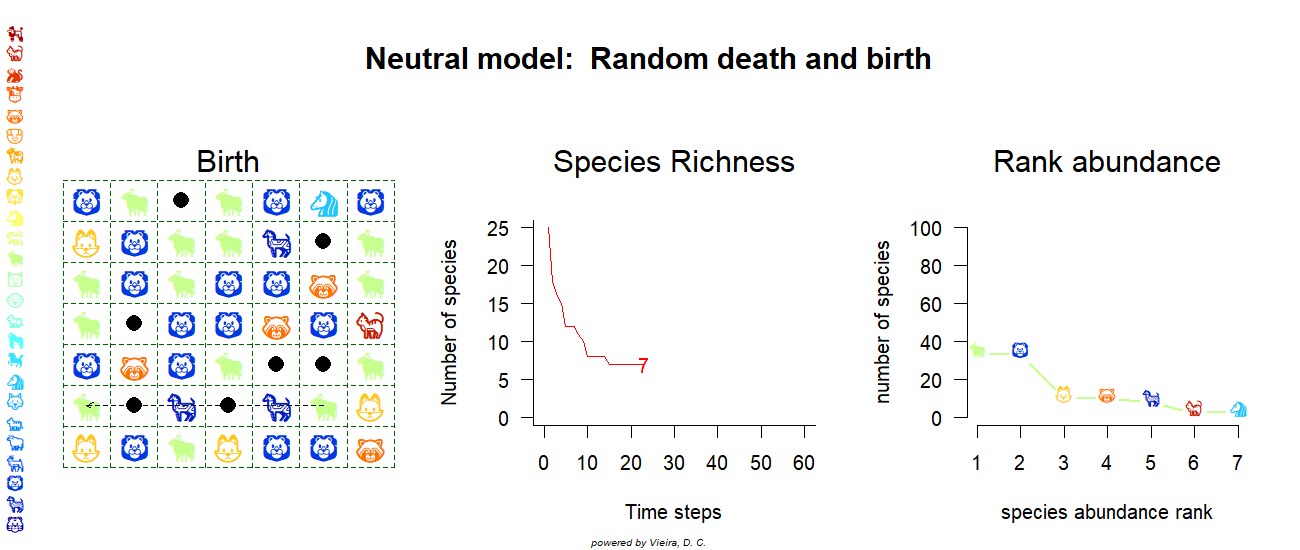 Neutral model:  Random death and birth
Birth
Species Richness
Number of species
25
20
15
10
5
0
7
0 10 20 30 40 50 60
Time steps
Rank abundance
number of species
100
80
60
40
20
0
1 2 3 4 5 6 7
species abundance rank
powered by Vieira, D. C.